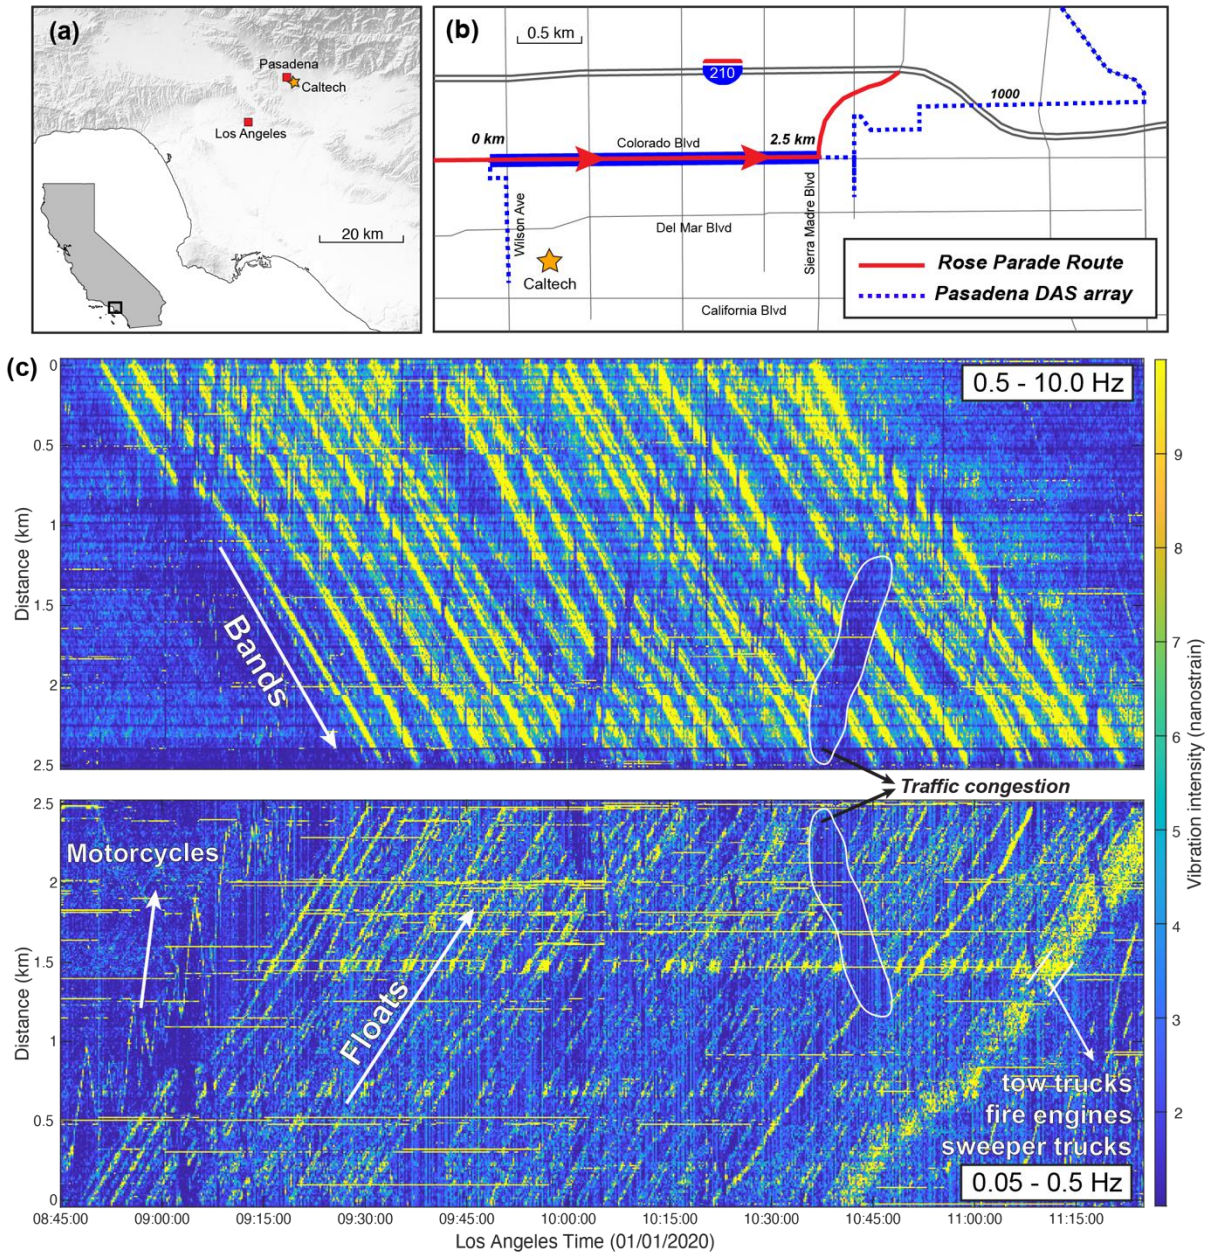 (a)
Pasadena
Caltech
Los Angeles
20 km
(b)
0.5 km
210
1000
0 km
2.5 km
Colorado Blvd
Wilson Ave
Sierra Madre Blvd
Del Mar Blvd
Caltech
California Blvd
Rose Parade Route
Pasadena DAS array
(c)
0.5 - 10.0 Hz
0
0.5
1
1.5
2
2.5
Distance (km)
Bands
Traffic congestion
2.5
2
1.5
1
0.5
0
Distance (km)
Motorcycles
Floats
tow trucks
fire engines
sweeper trucks
0.05 - 0.5 Hz
08:45:00 09:00:00 09:15:00 09:30:00 09:45:00 10:00:00 10:15:00 10:30:00 10:45:00 11:00:00 11:15:00
Los Angeles Time (01/01/2020)
9
8
7
6
5
4
3
2
Vibration intensity (nanostrain)